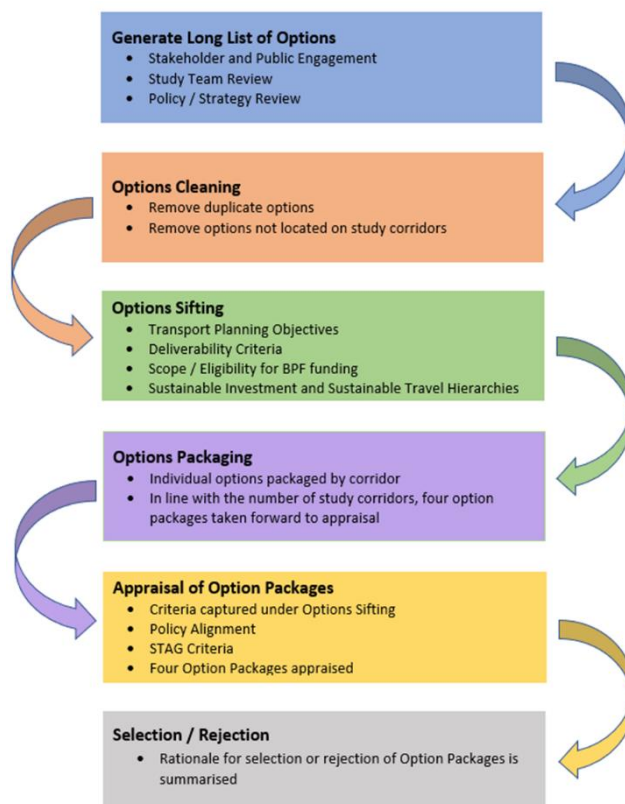 Generate Long List of Options
• Stakeholder and Public Engagement
• Study Team Review
• Policy / Strategy Review
Options Cleaning
• Remove duplicate options
• Remove options not located on study corridors
Options Sifting
• Transport Planning Objectives
• Deliverability Criteria
• Scope / Eligibility for BPF funding
• Sustainable Investment and Sustainable Travel Hierarchies
Options Packaging
• Individual options packaged by corridor
• In line with the number of study corridors, four option
packages taken forward to appraisal
Appraisal of Option Packages
• Criteria captured under Options Sifting
• Policy Alignment
• STAG Criteria
• Four Option Packages appraised
Selection / Rejection
• Rationale for selection or rejection of Option Packages is
summarised